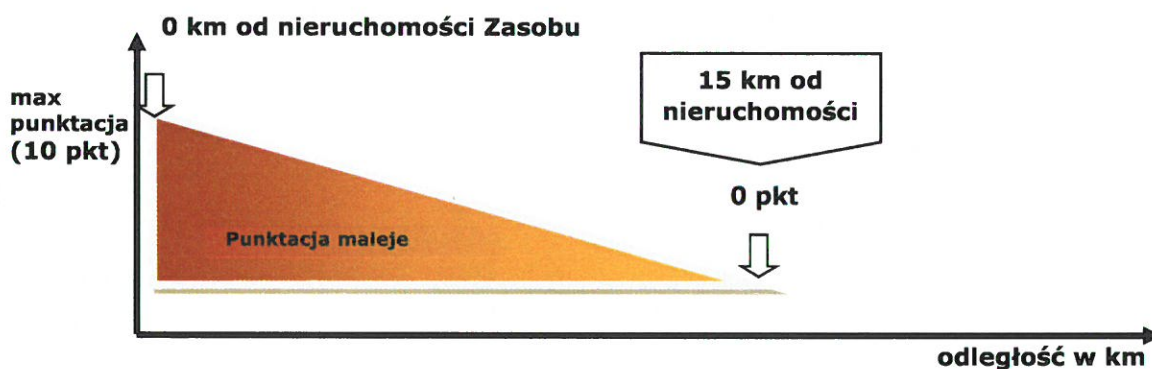 0 km od nieruchomości Zasobu
15 km od
nieruchomości
max
punktacja
(10 pkt)
0 pkt
Punktacja maleje
odległość w km